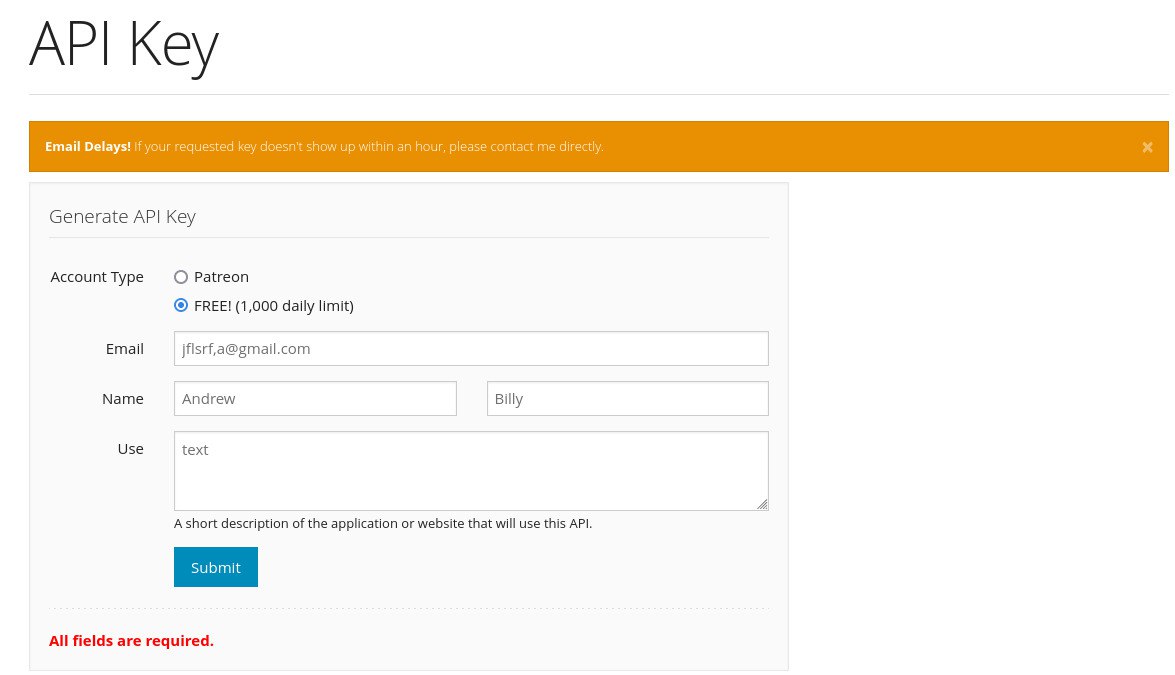 API Key
Email Delays! If your requested key doesn't show up within an hour, please contact me directly. ×
Generate API Key
Account Type
Patreon
FREE! (1,000 daily limit)
Email
jflsrf,a@gmail.com
Name
Andrew
Billy
Use
text
A short description of the application or website that will use this API.
Submit
All fields are required.